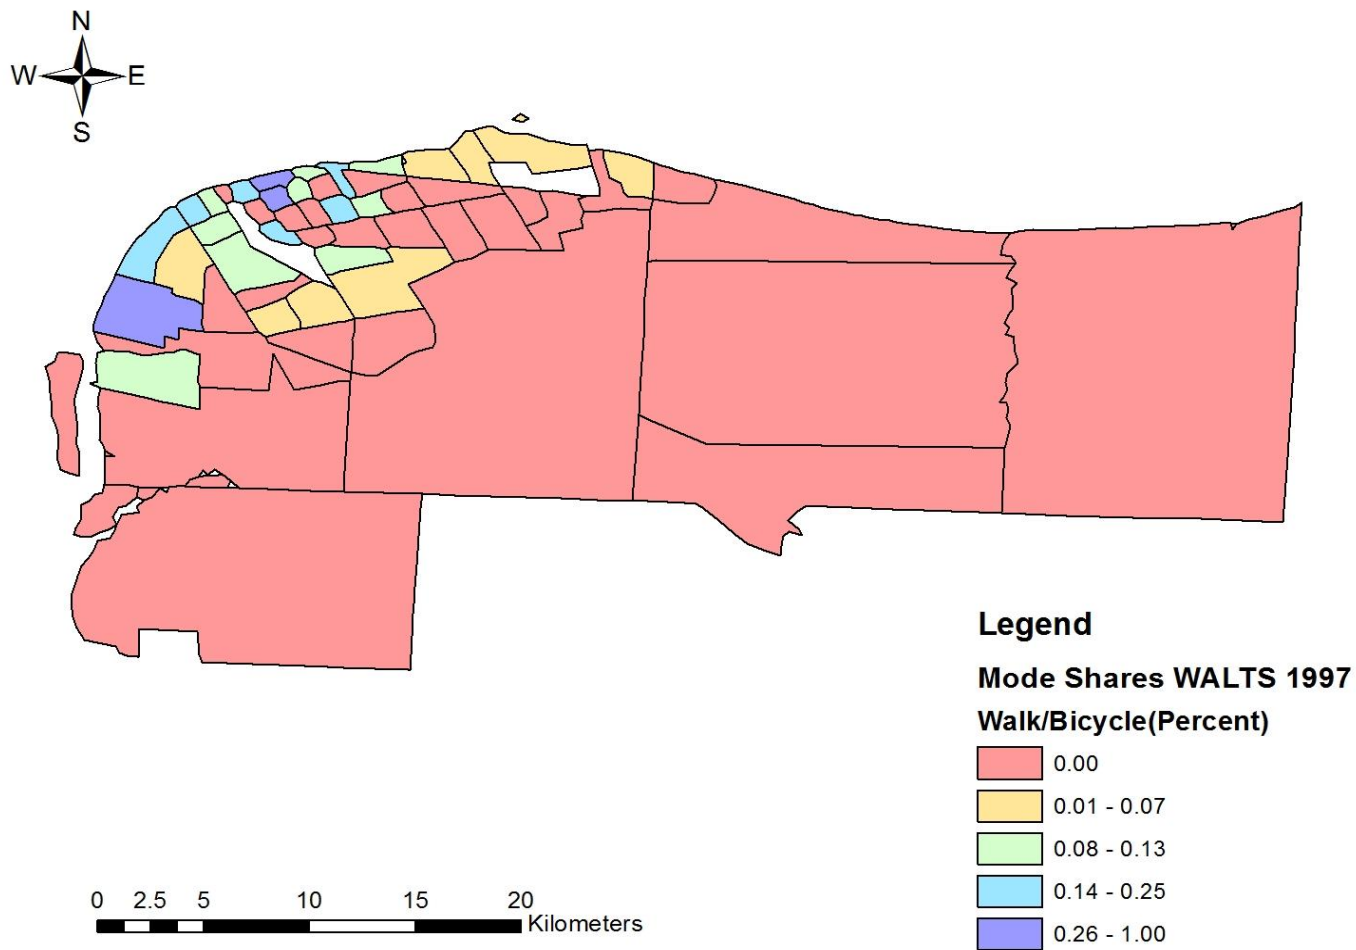 N
W E
S
Legend
Mode Shares WALTS 1997
Walk/Bicycle(Percent)
0.00
0.01 - 0.07
0.08 - 0.13
0.14 - 0.25
0.26 - 1.00
0 2.5 5 10 15 20
Kilometers